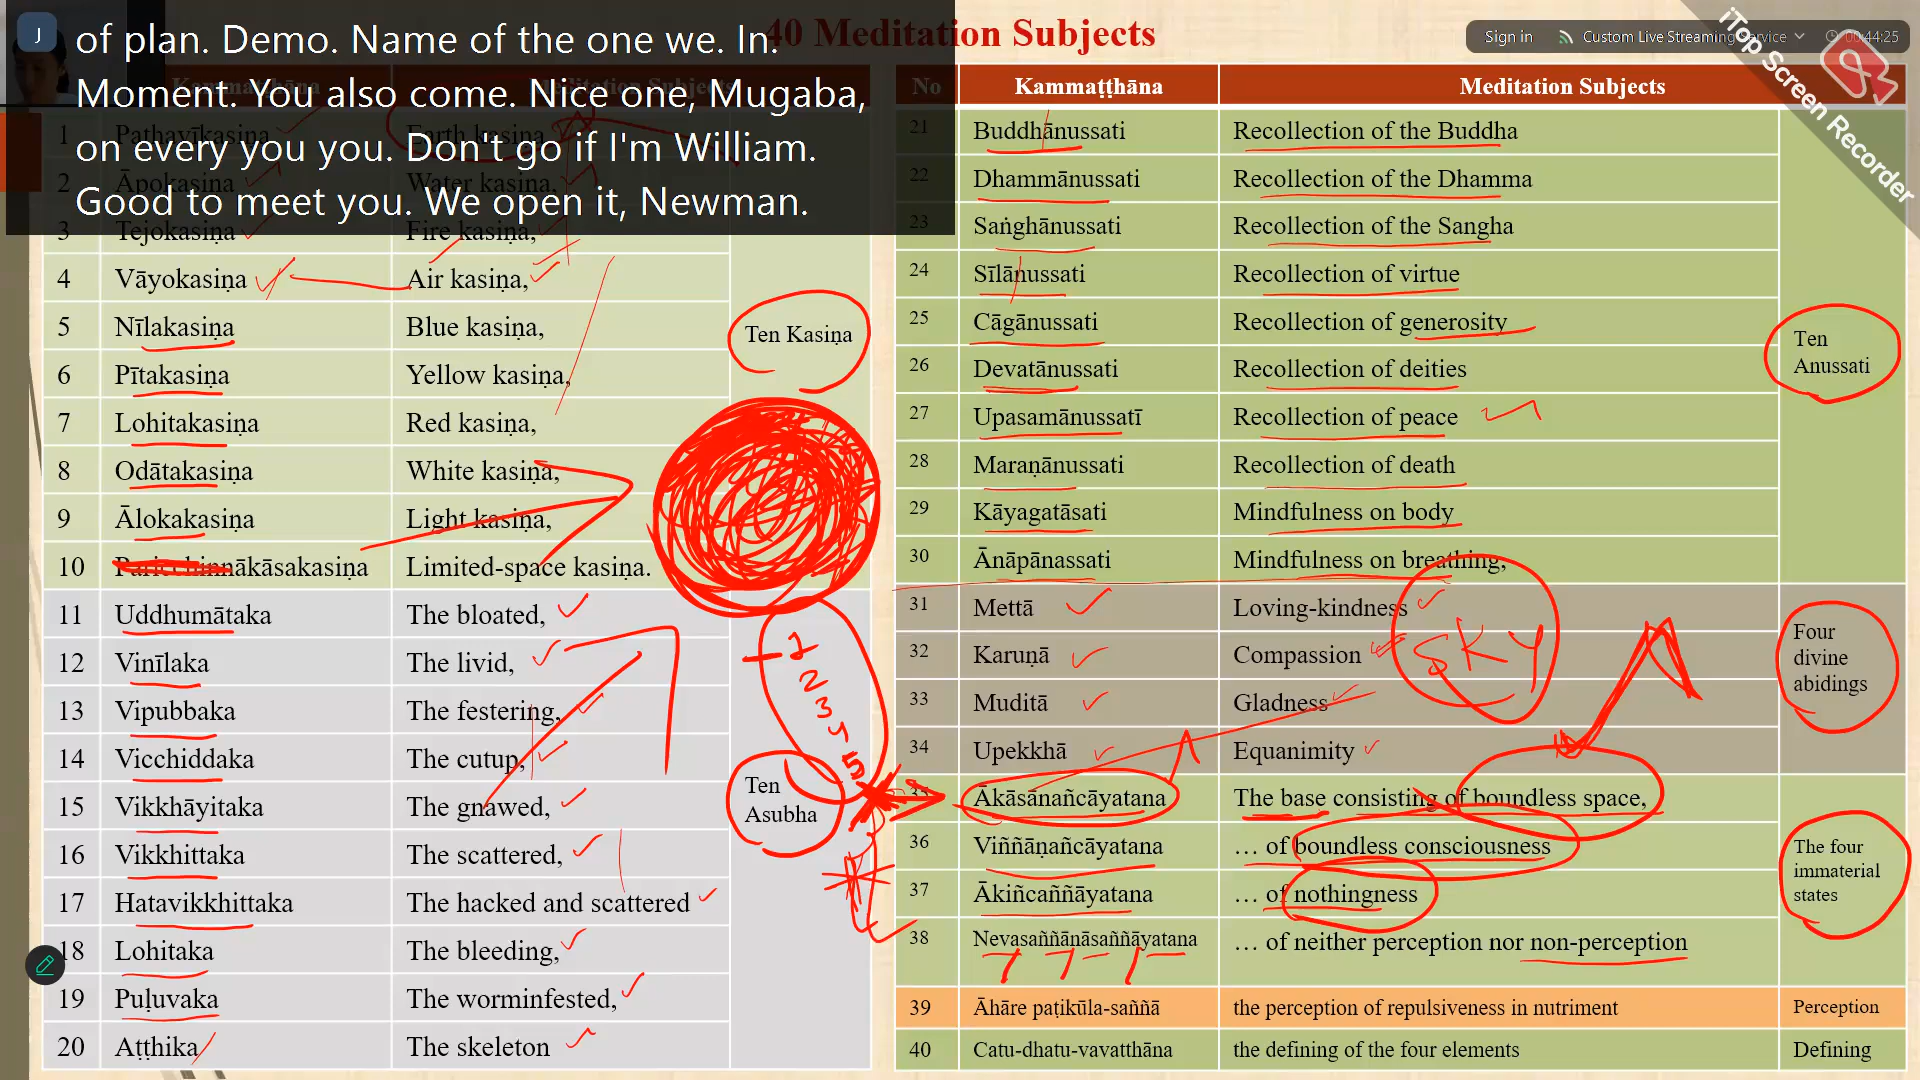 J
of plan. Demo. Name of the one we. In.
Moment. You also come. Nice one, Mugaba,
on every you you. Don't go if I'm William.
Good to meet you. We open it, Newman.
40 Meditation Subjects
Sign in
Custom Live Streaming Service
00:44:25
iTop Screen Recorder
Kammaṭṭhāna Meditation Subjects
1 Pathavīkasiṇa Earth kasiṇa,
2 Āpokasiṇa Water kasiṇa,
3 Tejokasiṇa Fire kasiṇa,
4 Vāyokasiṇa Air kasiṇa,
5 Nīlakasiṇa Blue kasiṇa,
6 Pītakasiṇa Yellow kasiṇa,
7 Lohitakasiṇa Red kasiṇa,
8 Odātakasiṇa White kasiṇa,
9 Ālokakasiṇa Light kasiṇa,
10 Paricchinnākāsakasiṇa Limited-space kasiṇa.
Ten Kasiṇa
11 Uddhumātaka The bloated,
12 Vinīlaka The livid,
13 Vipubbaka The festering,
14 Vicchiddaka The cutup,
15 Vikkhāyitaka The gnawed,
16 Vikkhittaka The scattered,
17 Hatavikkhittaka The hacked and scattered
18 Lohitaka The bleeding,
19 Puḷuvaka The worminfested,
20 Aṭṭhika The skeleton
Ten
Asubha
No Kammaṭṭhāna Meditation Subjects
21 Buddhānussati Recollection of the Buddha
22 Dhammānussati Recollection of the Dhamma
23 Saṅghānussati Recollection of the Sangha
24 Sīlānussati Recollection of virtue
25 Cāgānussati Recollection of generosity
26 Devatānussati Recollection of deities
27 Upasamānussatī Recollection of peace
28 Maraṇānussati Recollection of death
29 Kāyagatāsati Mindfulness on body
30 Ānāpānassati Mindfulness on breathing,
Ten
Anussati
31 Mettā Loving-kindness
32 Karuṇā Compassion
33 Muditā Gladness
34 Upekkhā Equanimity
SKY
Four
divine
abidings
35 Ākāsānañcāyatana The base consisting of boundless space,
36 Viññāṇañcāyatana … of boundless consciousness
37 Ākiñcaññāyatana … of nothingness
38 Nevasaññānāsaññāyatana … of neither perception nor non-perception
The four
immaterial
states
39 Āhāre paṭikūla-saññā the perception of repulsiveness in nutriment Perception
40 Catu-dhatu-vavatthāna the defining of the four elements Defining